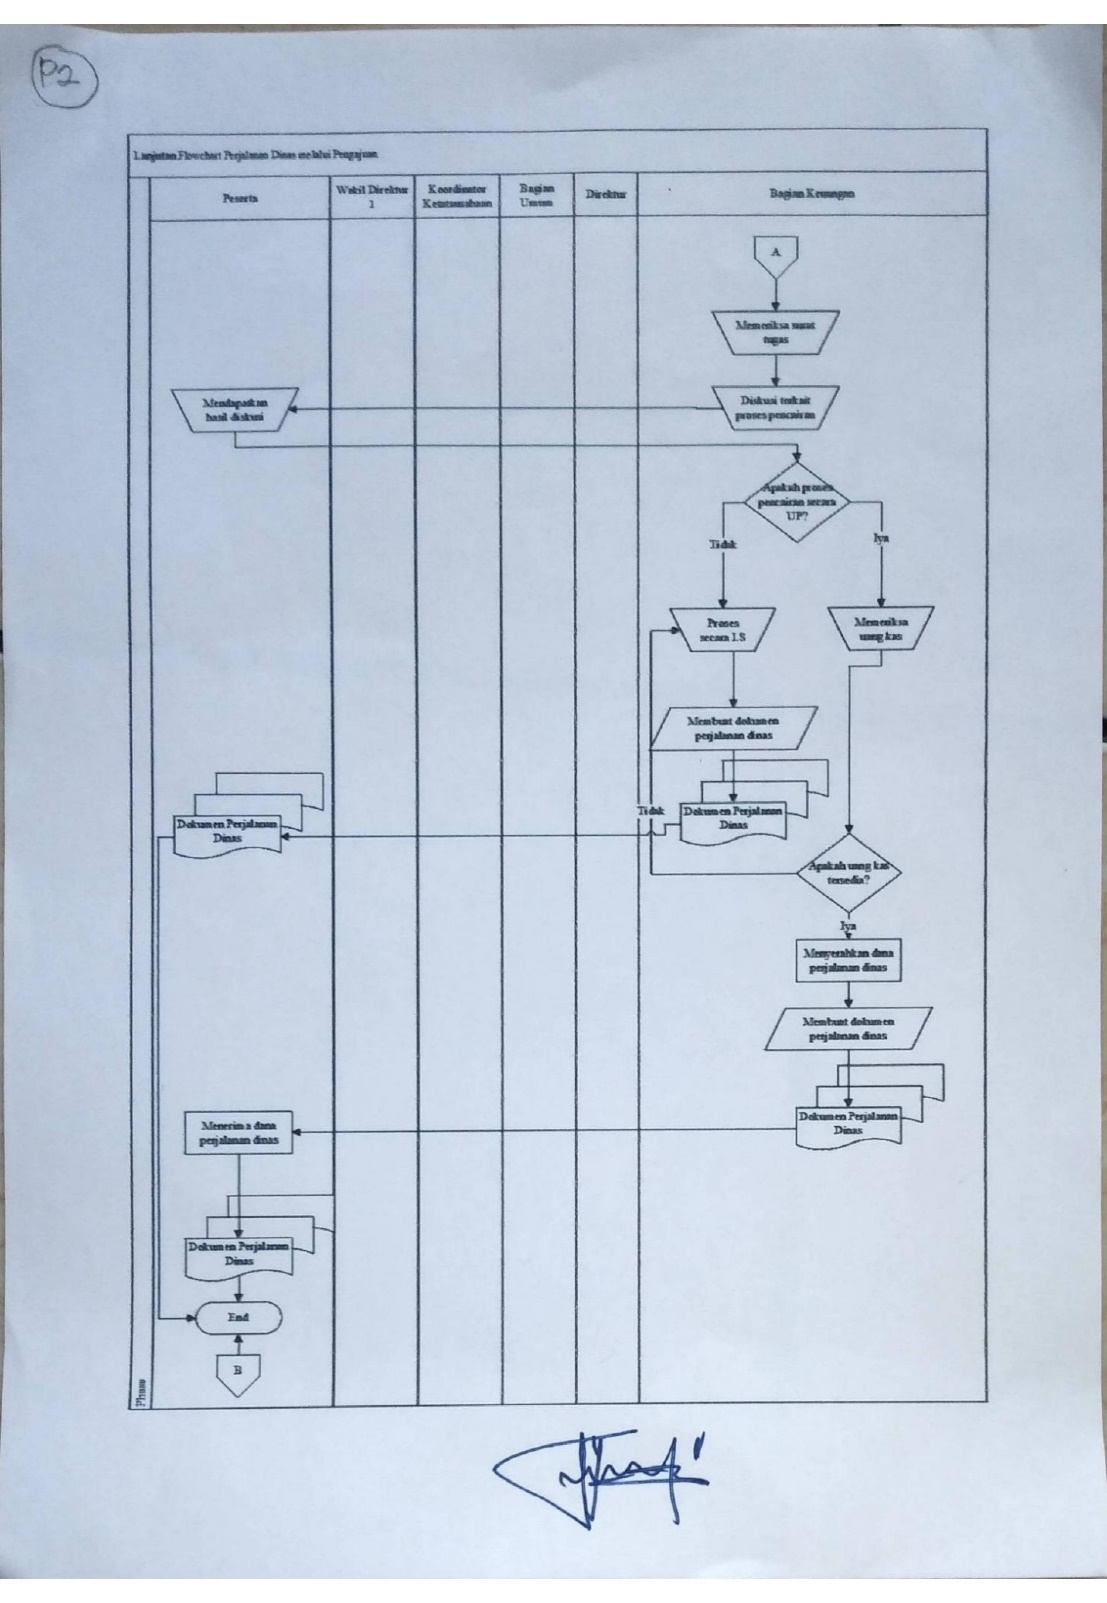 P2
Lanjutan Flowchart Perjalanan Dinas melalui Pengajuan
Peserta
Wakil Direktur
1
Koordinator
Ketatausahaan
Bagian
Umum
Direktur
Bagian Keuangan
A
Memeriksa surat
tugas
Mendapatkan
hasil diskusi
Diskusi terkait
proses pencairan
Apakah proses
pencairan secara
UP?
Tidak
Iya
Proses
secara LS
Memeriksa
uang kas
Membuat dokumen
perjalanan dinas
Dokumen Perjalanan
Dinas
Tidak
Dokumen Perjalanan
Dinas
Apakah uang kas
tersedia?
Iya
Menyerahkan dana
perjalanan dinas
Membuat dokumen
perjalanan dinas
Menerima dana
perjalanan dinas
Dokumen Perjalanan
Dinas
Dokumen Perjalanan
Dinas
End
B
Phase